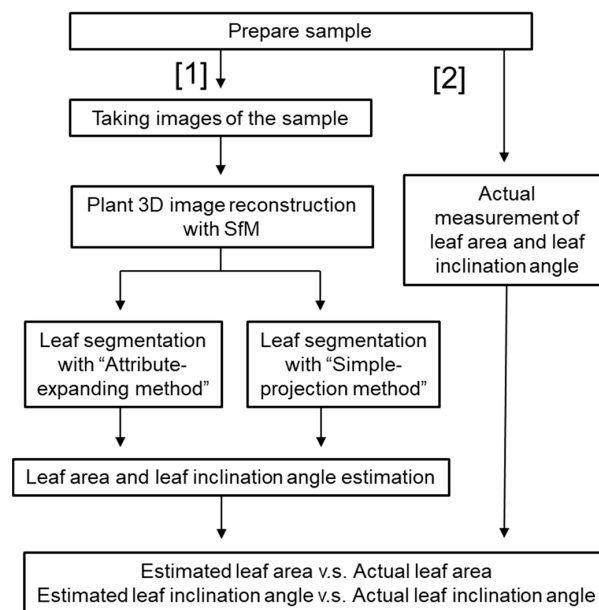 Prepare sample
[1]
[2]
Taking images of the sample
Plant 3D image reconstruction
with SfM
Actual
measurement of
leaf area and leaf
inclination angle
Leaf segmentation
with “Attribute-
expanding method”
Leaf segmentation
with “Simple-
projection method”
Leaf area and leaf inclination angle estimation
Estimated leaf area v.s. Actual leaf area
Estimated leaf inclination angle v.s. Actual leaf inclination angle